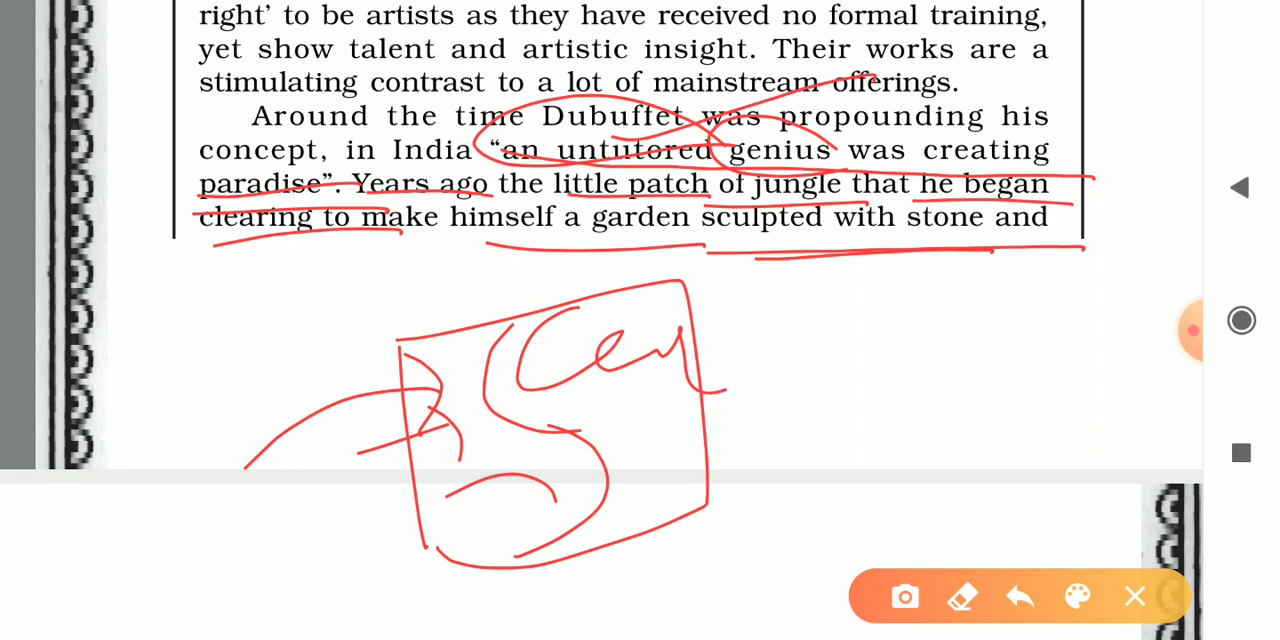 right’ to be artists as they have received no formal training,
yet show talent and artistic insight. Their works are a
stimulating contrast to a lot of mainstream offerings.
Around the time Dubuffet was propounding his
concept, in India “an untutored genius was creating
paradise”. Years ago the little patch of jungle that he began
clearing to make himself a garden sculpted with stone and